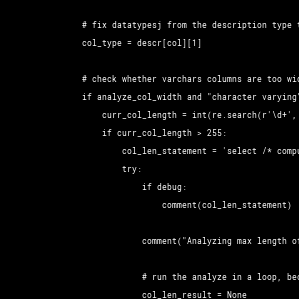 # fix datatypesj from the description type
col_type = descr[col][1]
# check whether varchars columns are too wid
if analyze_col_width and "character varying"
curr_col_length = int(re.search(r'\d+',
if curr_col_length > 255:
col_len_statement = 'select /* compu
try:
if debug:
comment(col_len_statement)
comment("Analyzing max length of
# run the analyze in a loop, bec
col_len_result = None